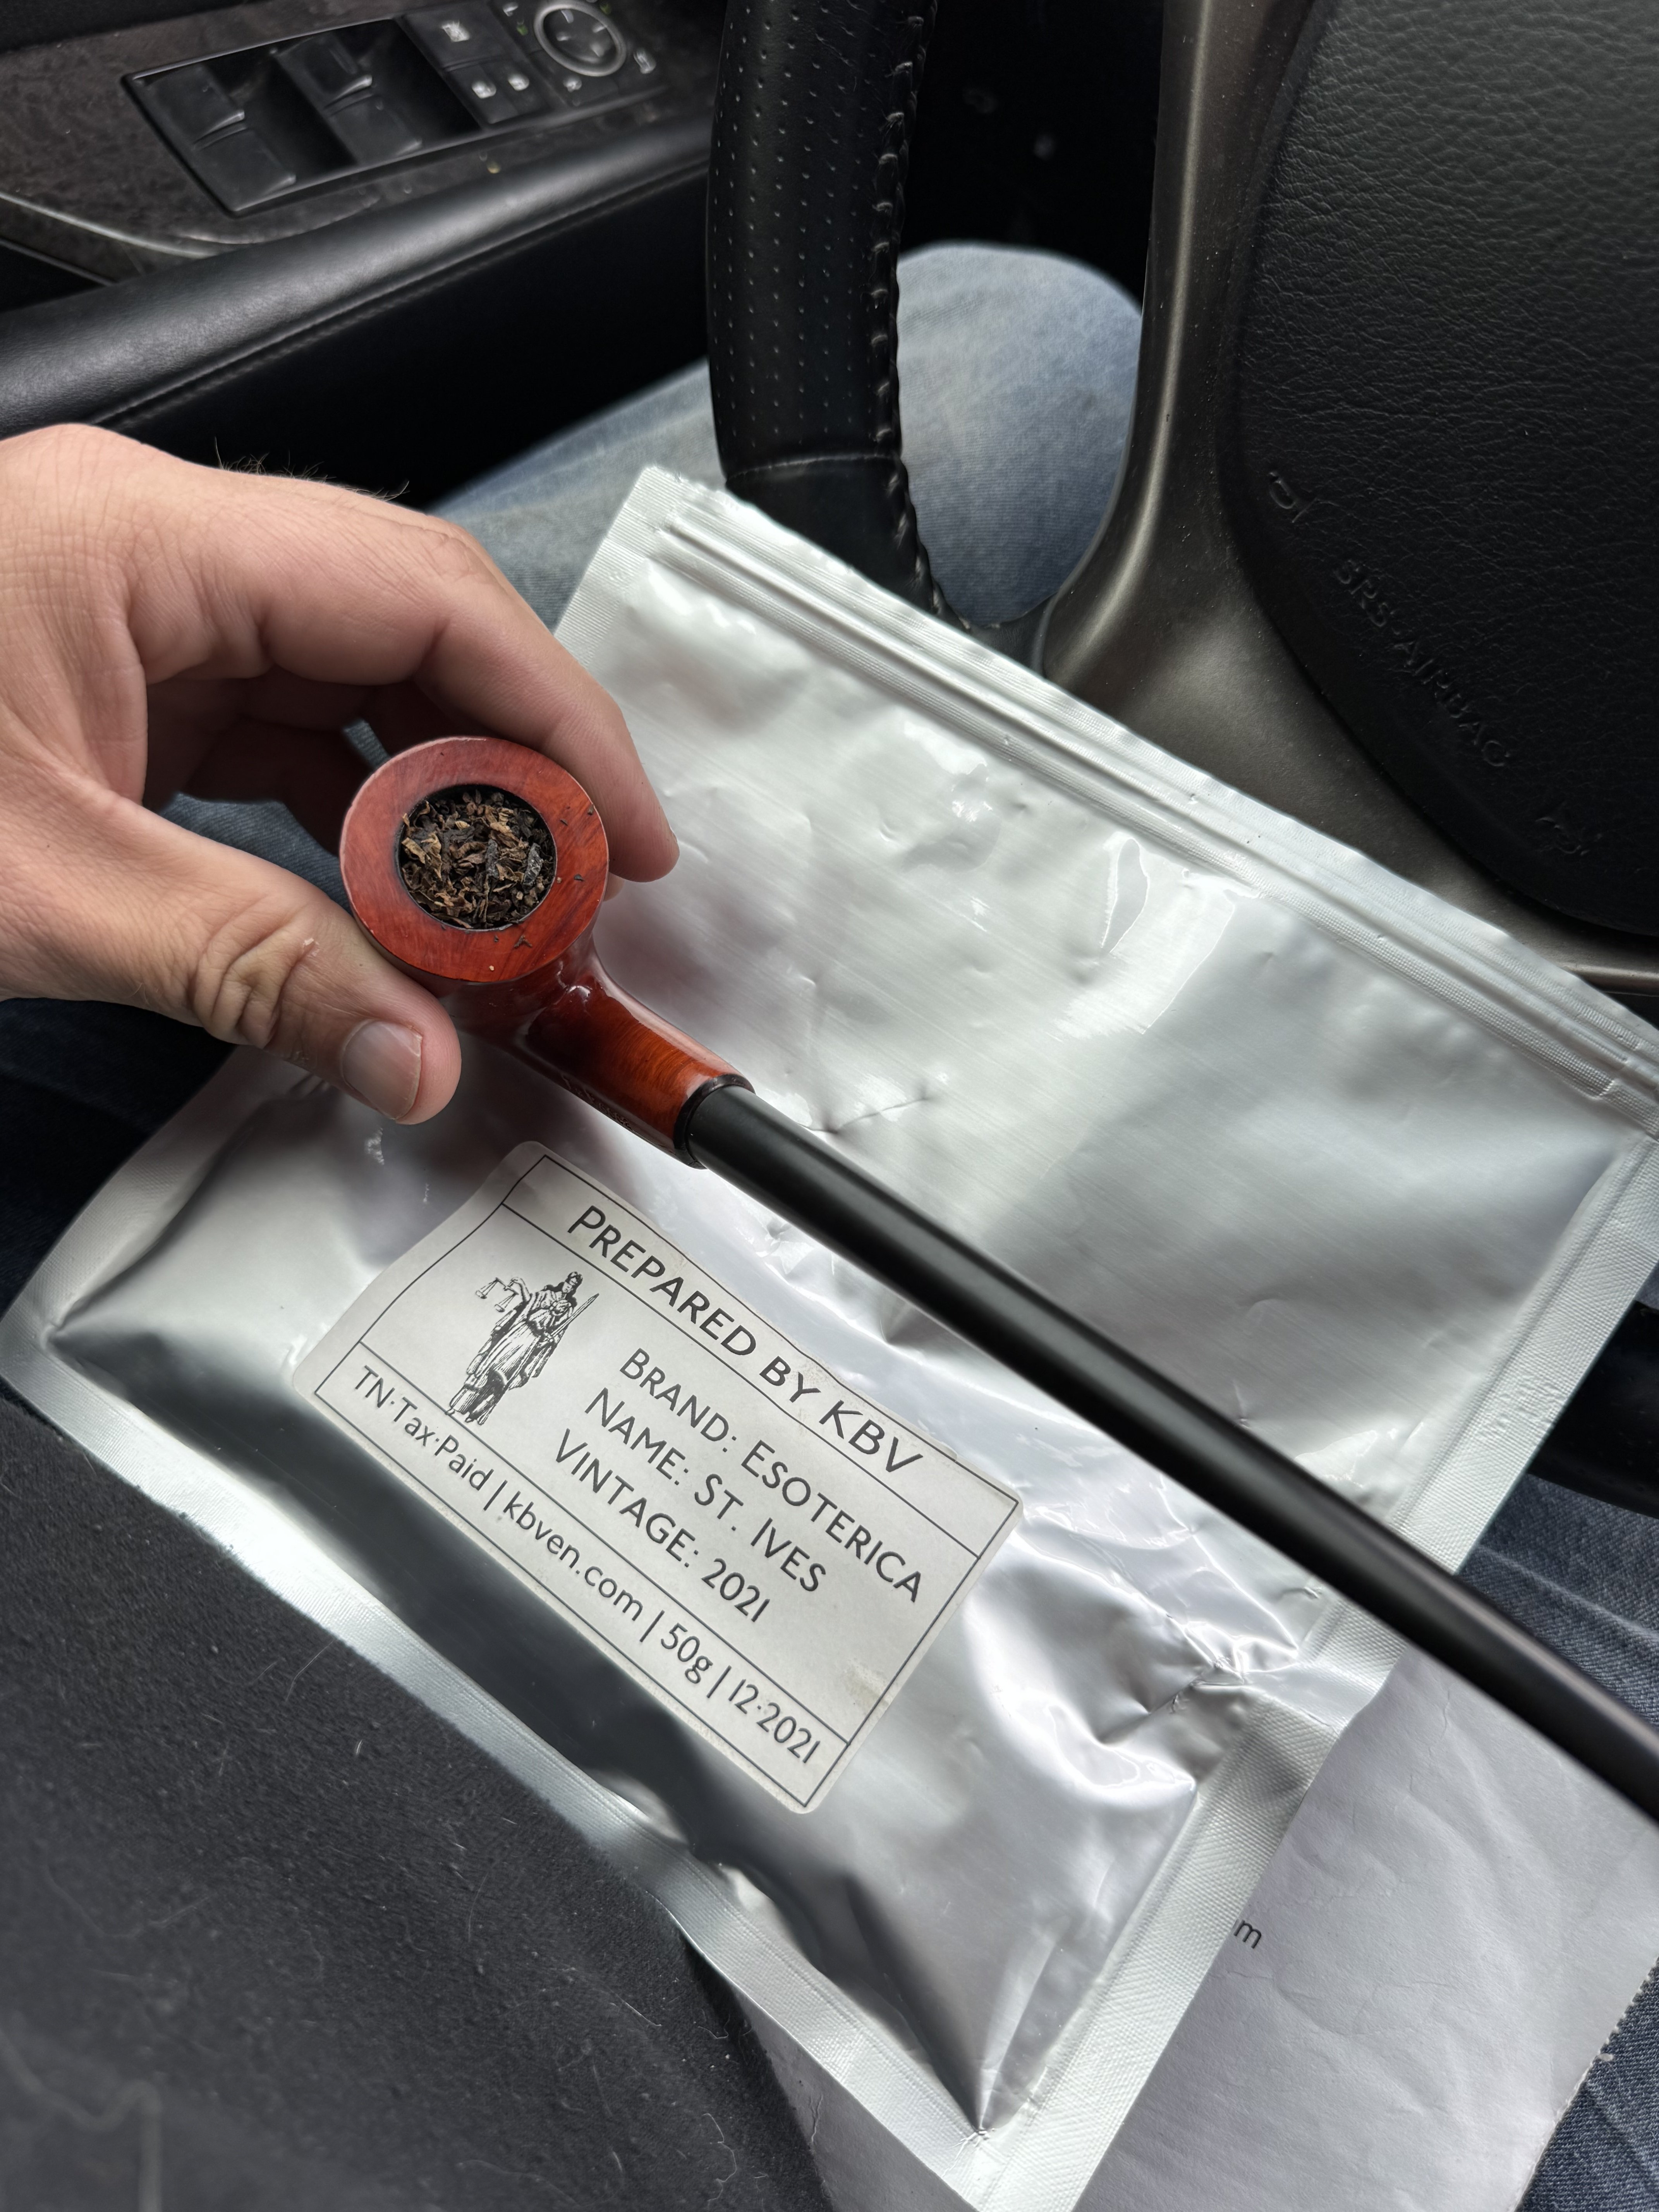 SRS-AIRBAG
PREPARED BY KBV
BRAND: ESOTERICA
NAME: ST. IVES
VINTAGE: 2021
TN·Tax·Paid | kbven.com | 50g | 12·2021
m